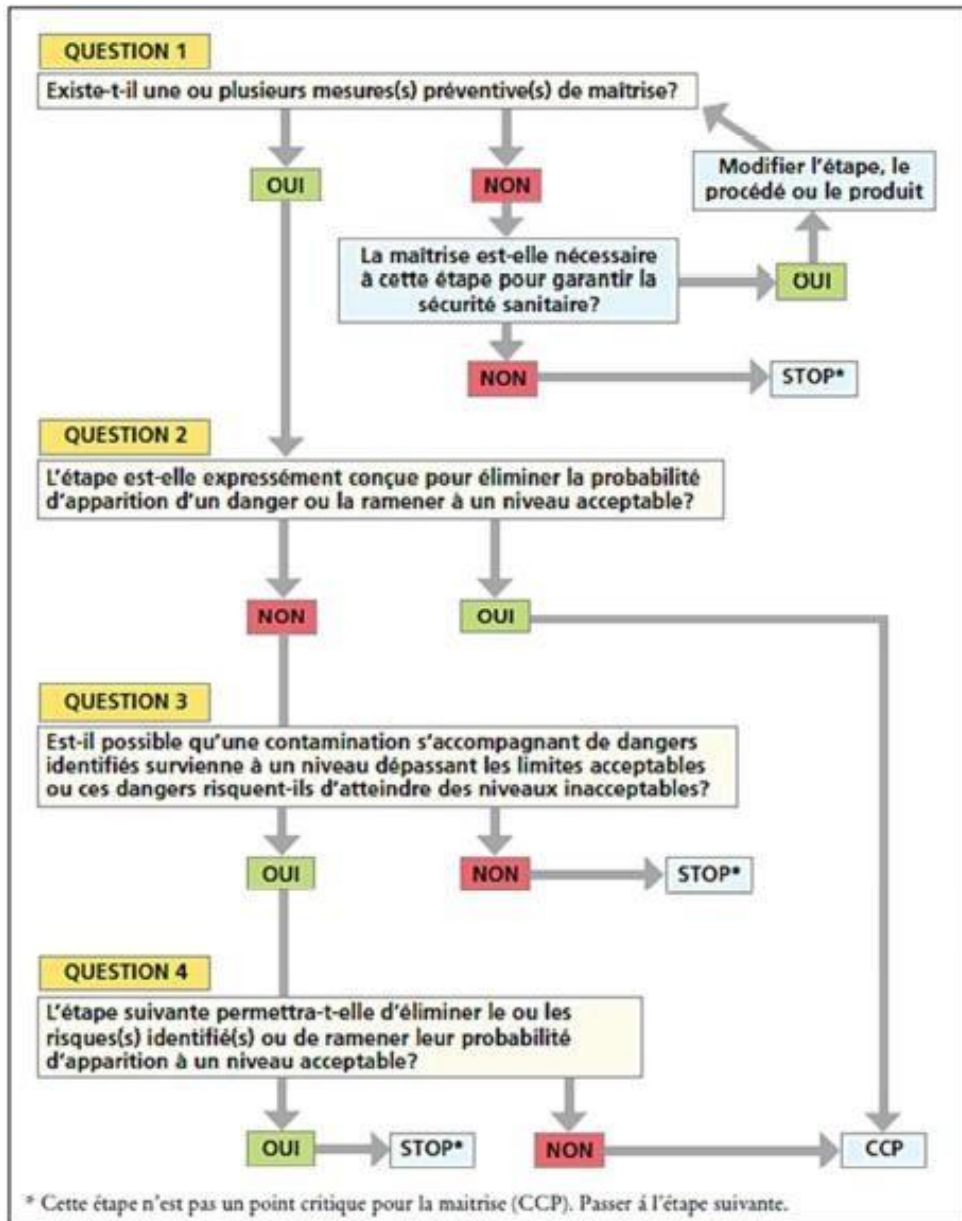 QUESTION 1
Existe-t-il une ou plusieurs mesures(s) préventive(s) de maîtrise?
OUI
NON
Modifier l'étape, le
procédé ou le produit
La maîtrise est-elle nécessaire
à cette étape pour garantir la
sécurité sanitaire?
OUI
NON
STOP*
QUESTION 2
L'étape est-elle expressément conçue pour éliminer la probabilité
d'apparition d'un danger ou la ramener à un niveau acceptable?
NON
OUI
QUESTION 3
Est-il possible qu'une contamination s'accompagnant de dangers
identifiés survienne à un niveau dépassant les limites acceptables
ou ces dangers risquent-ils d'atteindre des niveaux inacceptables?
OUI
NON
STOP*
QUESTION 4
L'étape suivante permettra-t-elle d'éliminer le ou les
risques(s) identifié(s) ou de ramener leur probabilité
d'apparition à un niveau acceptable?
OUI
STOP*
NON
CCP
* Cette étape n'est pas un point critique pour la maitrise (CCP). Passer á l'étape suivante.